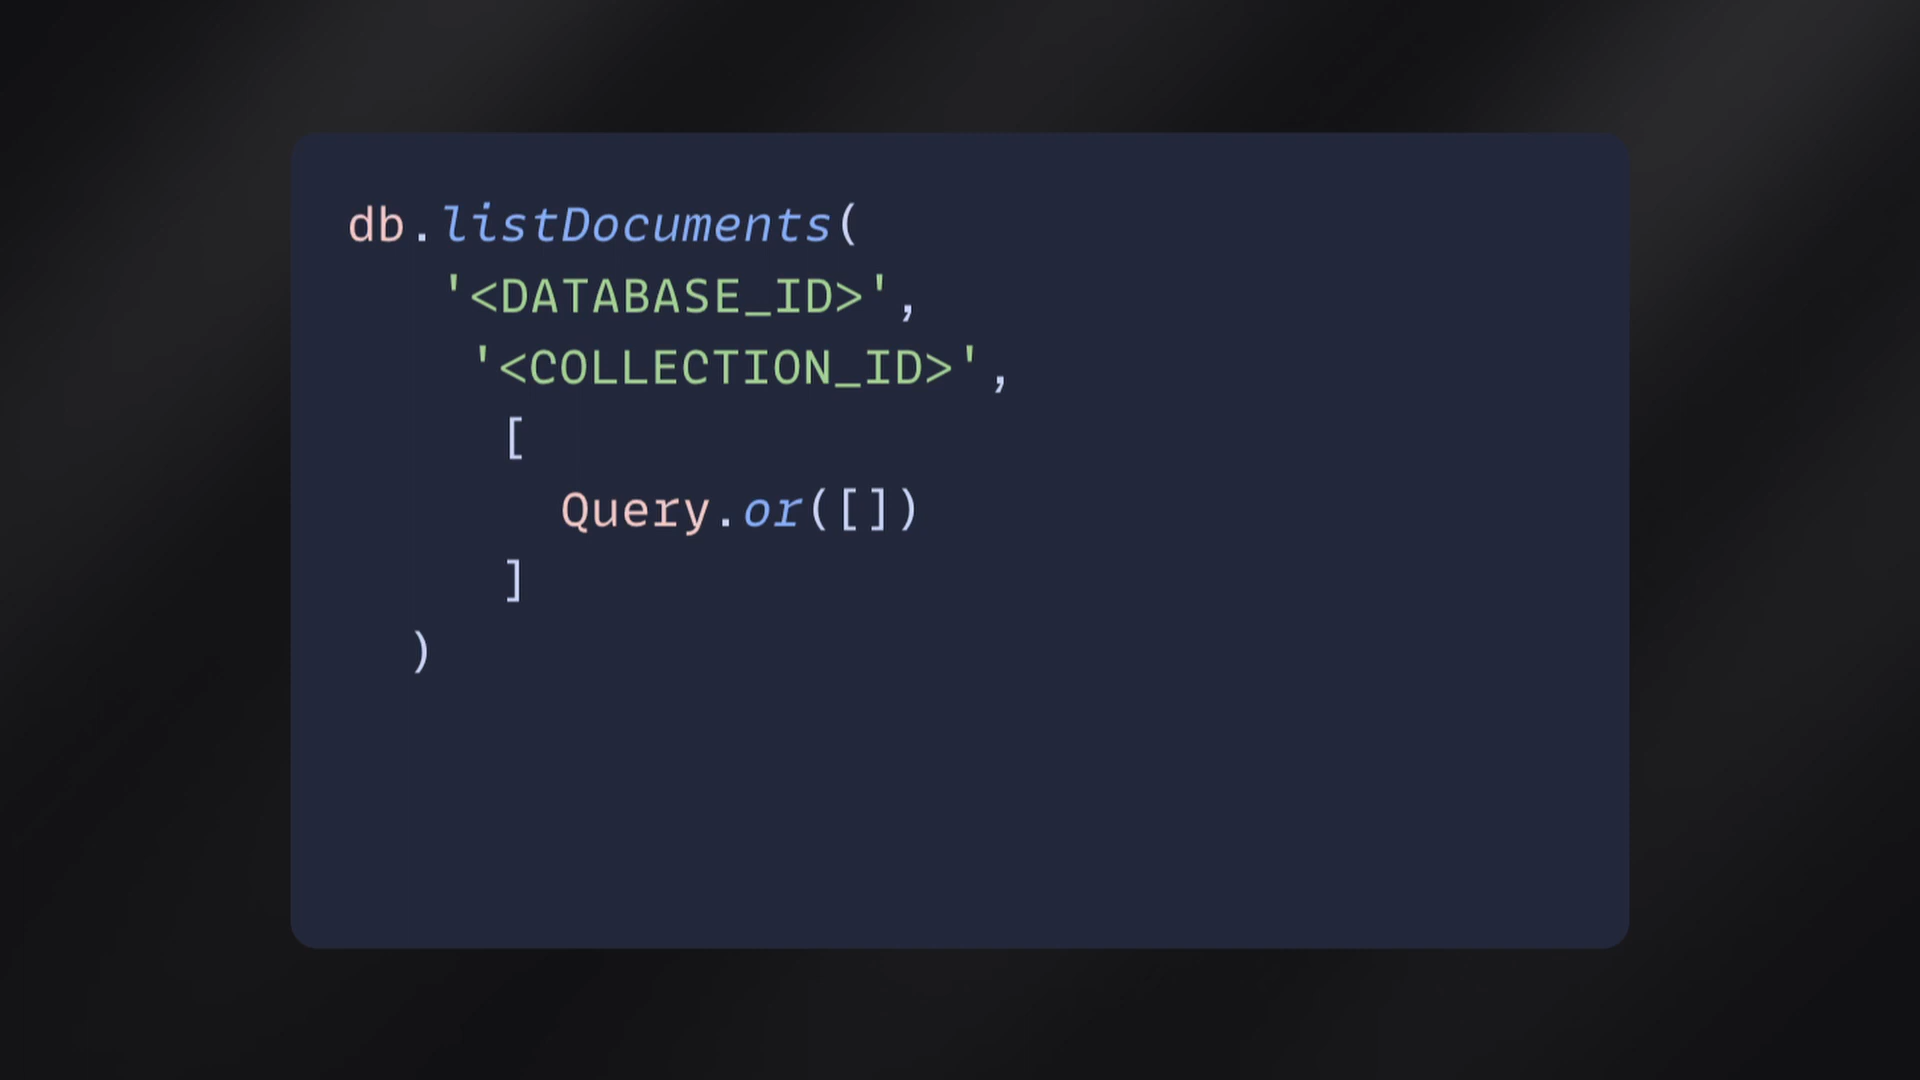 db.listDocuments(
'<DATABASE_ID>',
'<COLLECTION_ID>',
[
Query.or([])
]
)